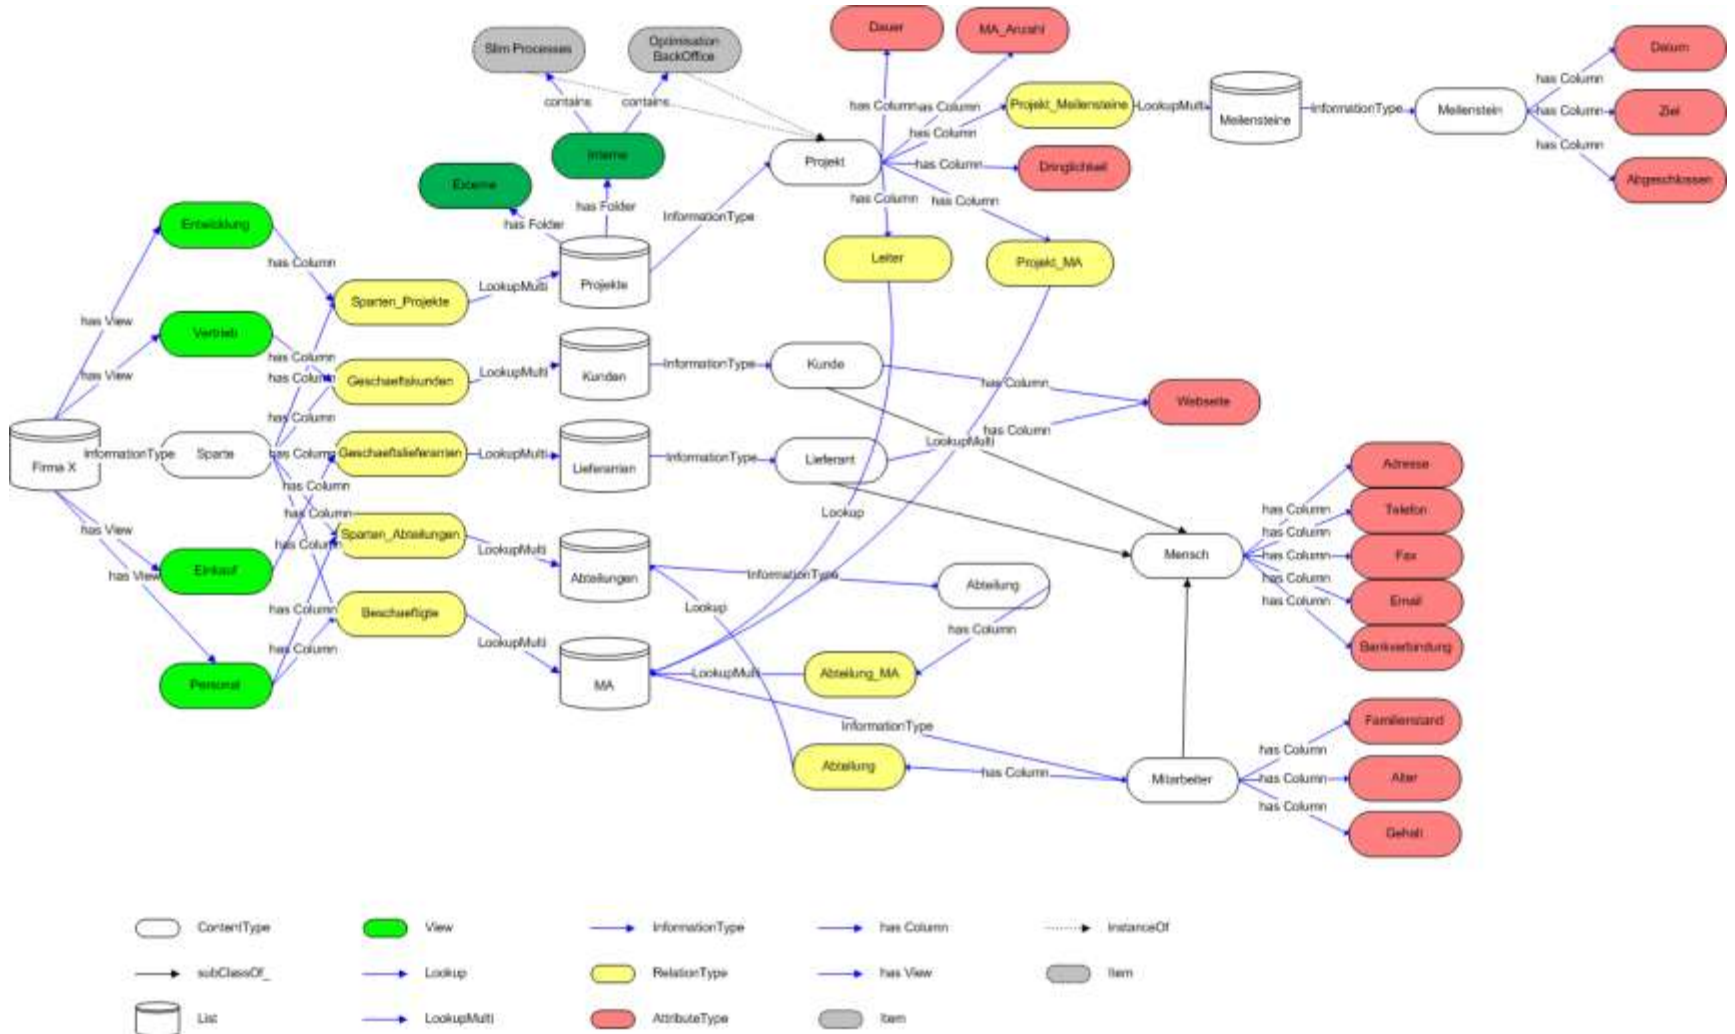 Dauer
MA_Anzahl
Slim Processes
Optimisation
BackOffice
Datum
has Column
contains
contains
has Column
has Column
Projekt_Meilensteine
LookupMulti
Meilensteine
InformationType
Meilenstein
has Column
Ziel
has Column
has Column
Interne
Projekt
has Column
Dringlichkeit
Abgeschlossen
Externe
has Folder
has Folder
InformationType
has Column
has Column
Entwicklung
has Column
Leiter
Projekt_MA
LookupMulti
Projekte
Sparten_Projekte
has View
Vertrieb
has Column
has View
has Column
Geschaeftskunden
LookupMulti
Kunden
InformationType
Kunde
has Column
Webseite
has Column
has Column
LookupMulti
Firma X
InformationType
Sparte
has Column
Geschaeftslieferanten
LookupMulti
Lieferanten
InformationType
Lieferant
Adresse
has Column
has Column
has Column
Telefon
has Column
Lookup
has View
Sparten_Abteilungen
LookupMulti
has Column
Mensch
has Column
Fax
has View
Einkauf
Abteilungen
InformationType
Abteilung
has Column
Email
has Column
Beschaeftigte
Lookup
has Column
Bankverbindung
has Column
LookupMulti
has Column
Personal
MA
LookupMulti
Abteilung_MA
InformationType
Familienstand
has Column
Abteilung
has Column
Mitarbeiter
has Column
Alter
has Column
Gehalt
ContentType
View
InformationType
has Column
InstanceOf
subClassOf_
Lookup
RelationType
has View
Item
List
LookupMulti
AttributeType
Item